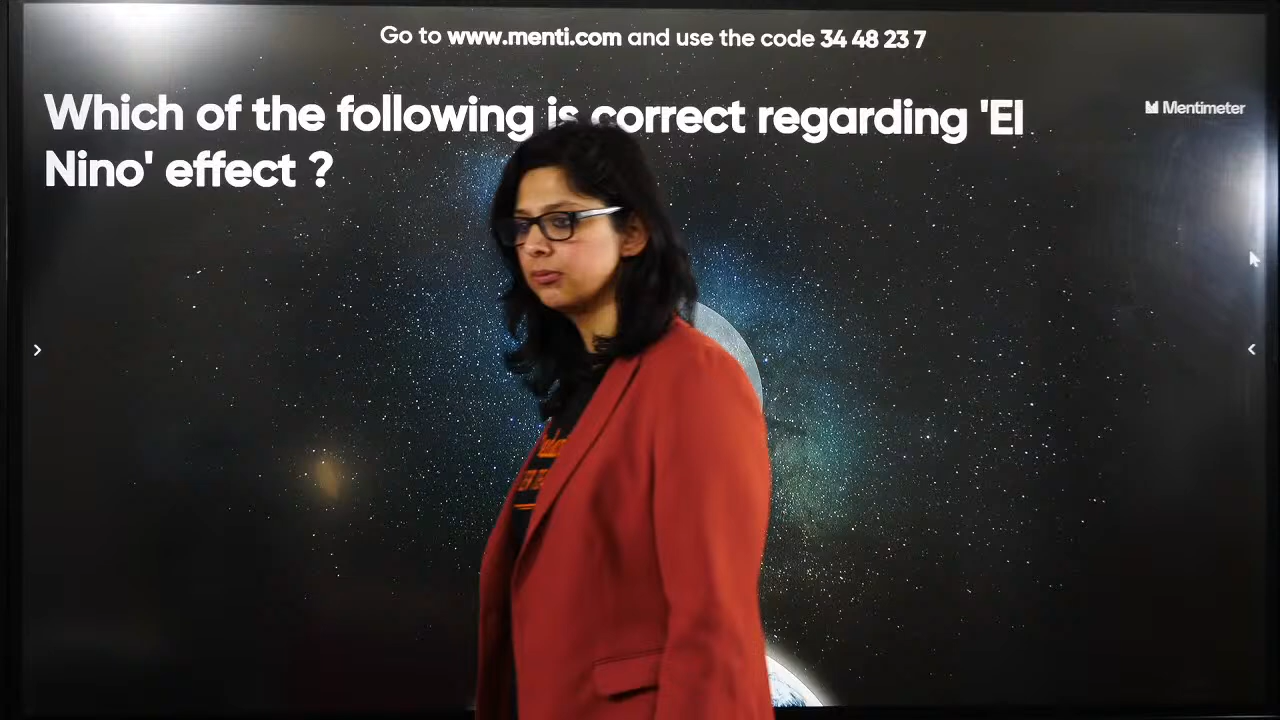 Go to www.menti.com and use the code 34 48 23 7
Which of the following is correct regarding 'El
Nino' effect ?
Mentimeter